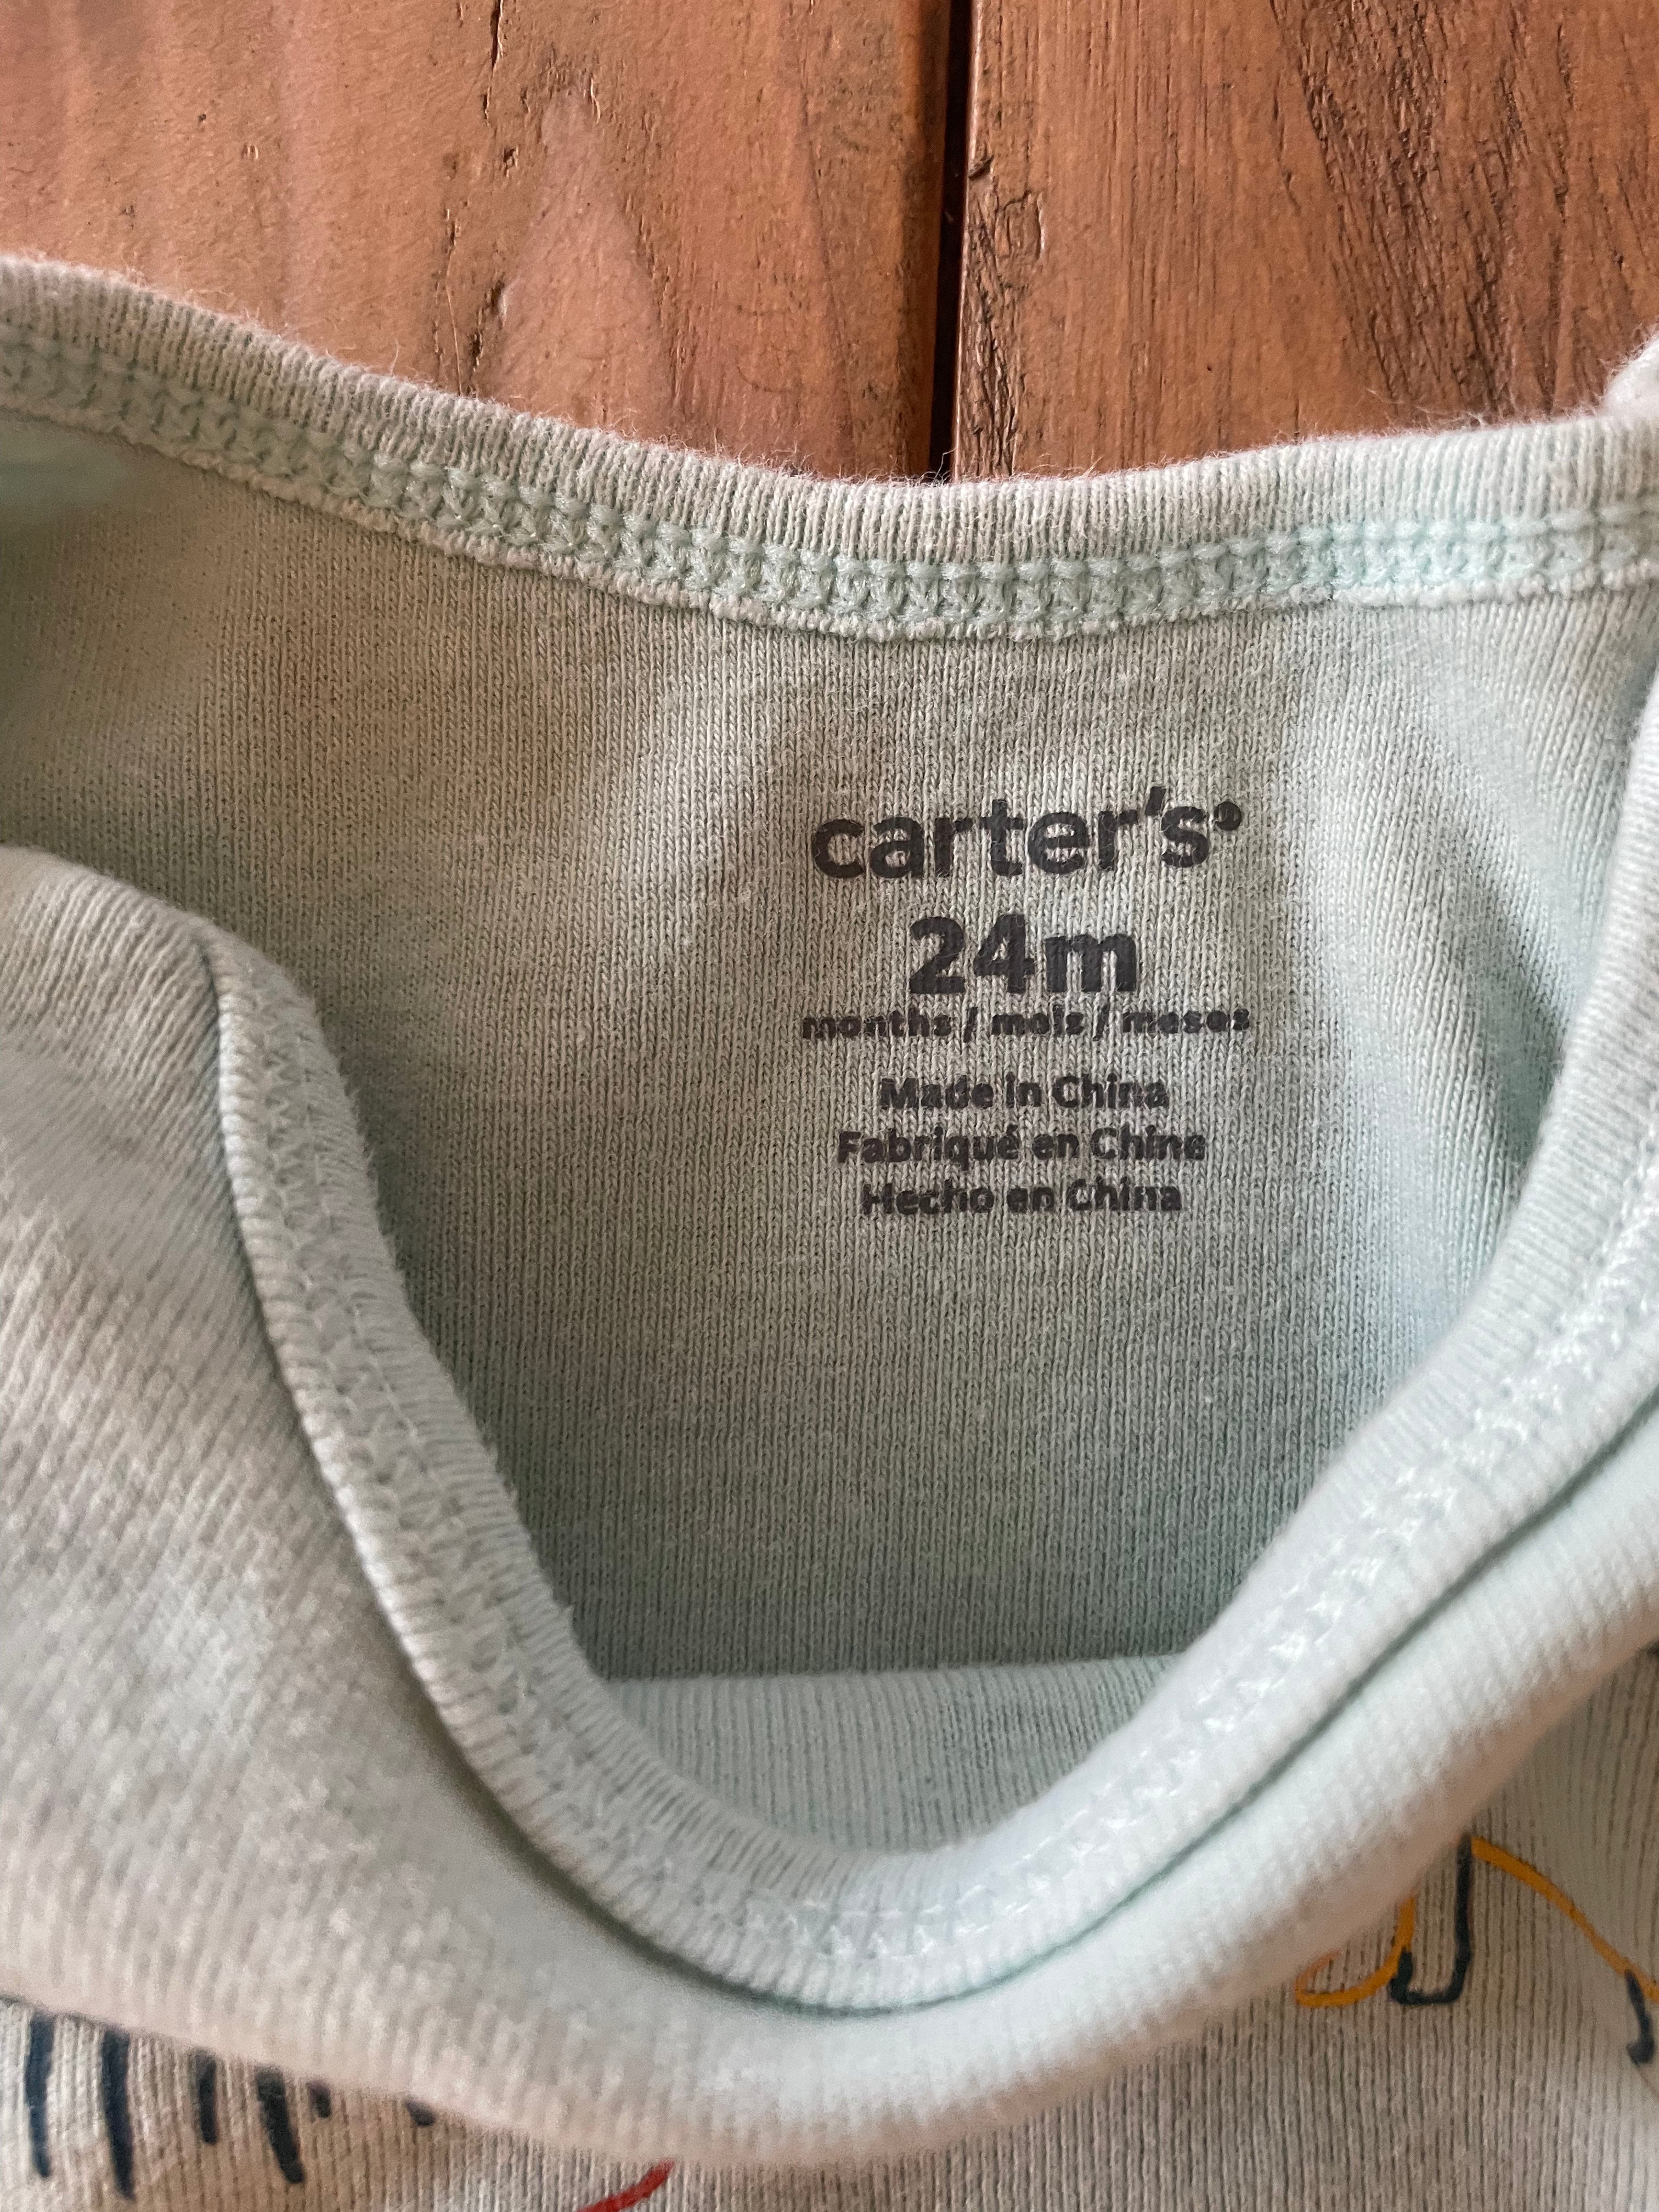 carter's
24m
months / mois / meses
Made in China
Fabriqué en Chine
Hecho en China